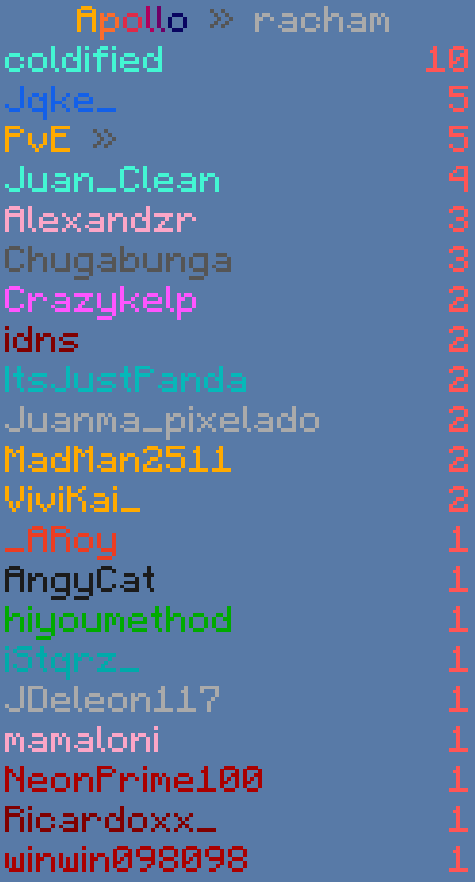 Apollo » racham
coldified 10
Jqke_ 5
PvE » 5
Juan_Clean 4
Alexandzr 3
Chugabunga 3
Crazykelp 2
idns 2
ItsJustPanda 2
Juanma_pixelado 2
MadMan2511 2
ViviKai_ 2
_ARoy 1
AngyCat 1
hiyoumethod 1
iStqrz_ 1
JDeleon117 1
mamaloni 1
NeonPrime100 1
Ricardoxx_ 1
winwin098098 1